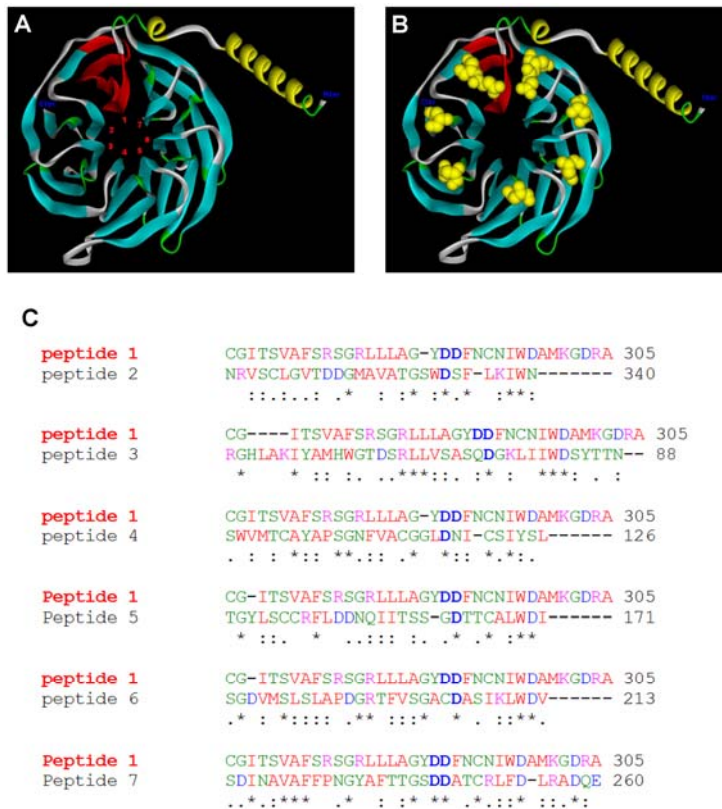 A
B
C
peptide 1 CGITSVAFSRSGRLLLAG-YDDFNCNIWDAMKGDRA 305
peptide 2 NRVSCLGVTDDGMAVATGSWDSF-LKIWN------- 340
::.:.: . :*.* .: :* :* *. .: :**:
peptide 1 CG----ITSVAFSRSGRLLLAGYDDFNCNIWDAMKGDRA 305
peptide 3 RGHLAKIYAMHWGTDSRLLVSASQDGKLIIWDSYTTN-- 88
* * :: :. .:***::. :* : ***: . :
peptide 1 CGITSVAFSRSGRLLLAG-YDDFNCNIWDAMKGDRA 305
peptide 4 SWVMTCAYAPSGNFVACGGLDNI-CSIYSL------ 126
. : *:: **.:: .* *:: *.*:.
Peptide 1 CG-ITSVAFSRSGRLLLAGYDDFNCNIWDAMKGDRA 305
Peptide 5 TGYLSCCRFLDDNQIITSS-GDTTCALWDI------ 171
* ::. * ..::::. .* .* :**
peptide 1 CG-ITSVAFSRSGRLLLAGYDDFNCNIWDAMKGDRA 305
peptide 6 SGDVMSLSLAPDGRTFVSGACDASIKLWDV------ 213
.* : *:::: .** ::.* * . ::**.
Peptide 1 CGITSVAFSRSGRLLLAGYDDFNCNIWDAMKGDRA 305
Peptide 7 SDINAVAFFPNGYAFTTGSDDATCRLFD-LRADQE 260
..*:*** .* : :* ** .*.::* ::.*: